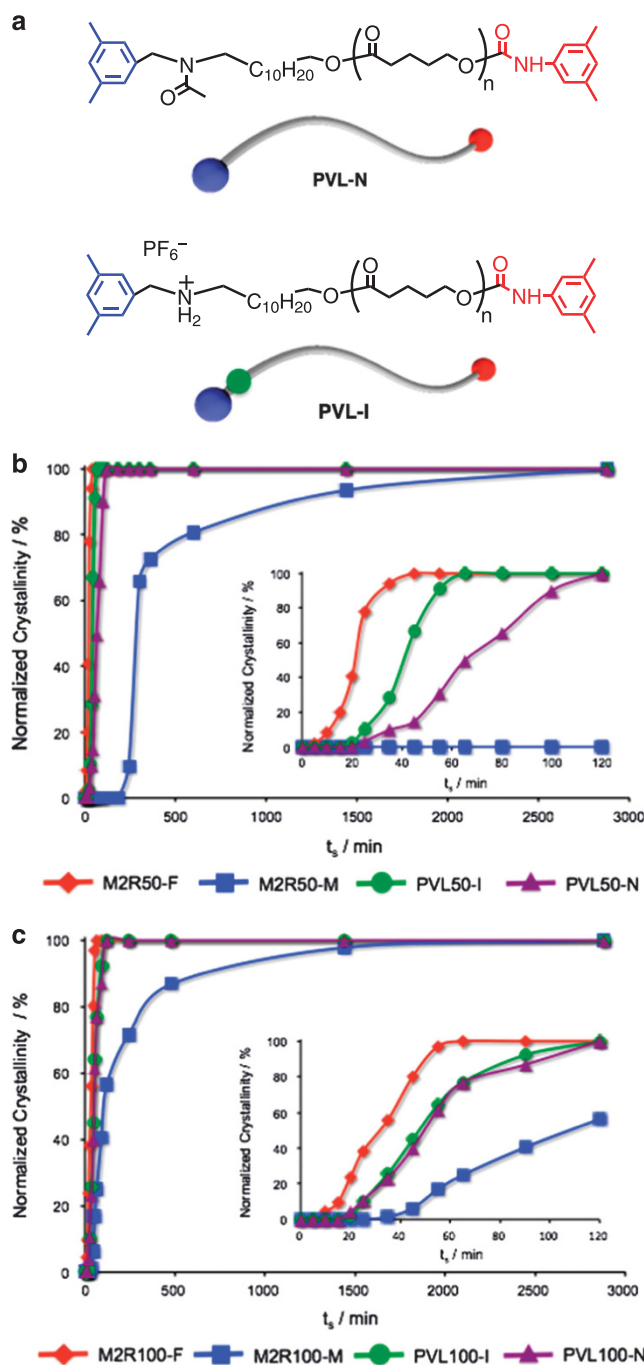 a
O
O
N
C10H20
O
O
n
NH
O
PVL-N
PF6−
O
O
+
N
H2
C10H20
O
O
n
NH
PVL-I
b
Normalized Crystallinity / %
100
80
60
40
20
0
0 500 1000 1500 2000 2500 3000
ts / min
Normalized Crystallinity / %
100
80
60
40
20
0
0 20 40 60 80 100 120
ts / min
M2R50-F M2R50-M PVL50-I PVL50-N
c
Normalized Crystallinity / %
100
80
60
40
20
0
0 500 1000 1500 2000 2500 3000
ts / min
Normalized Crystallinity / %
100
80
60
40
20
0
0 20 40 60 80 100 120
ts / min
M2R100-F M2R100-M PVL100-I PVL100-N